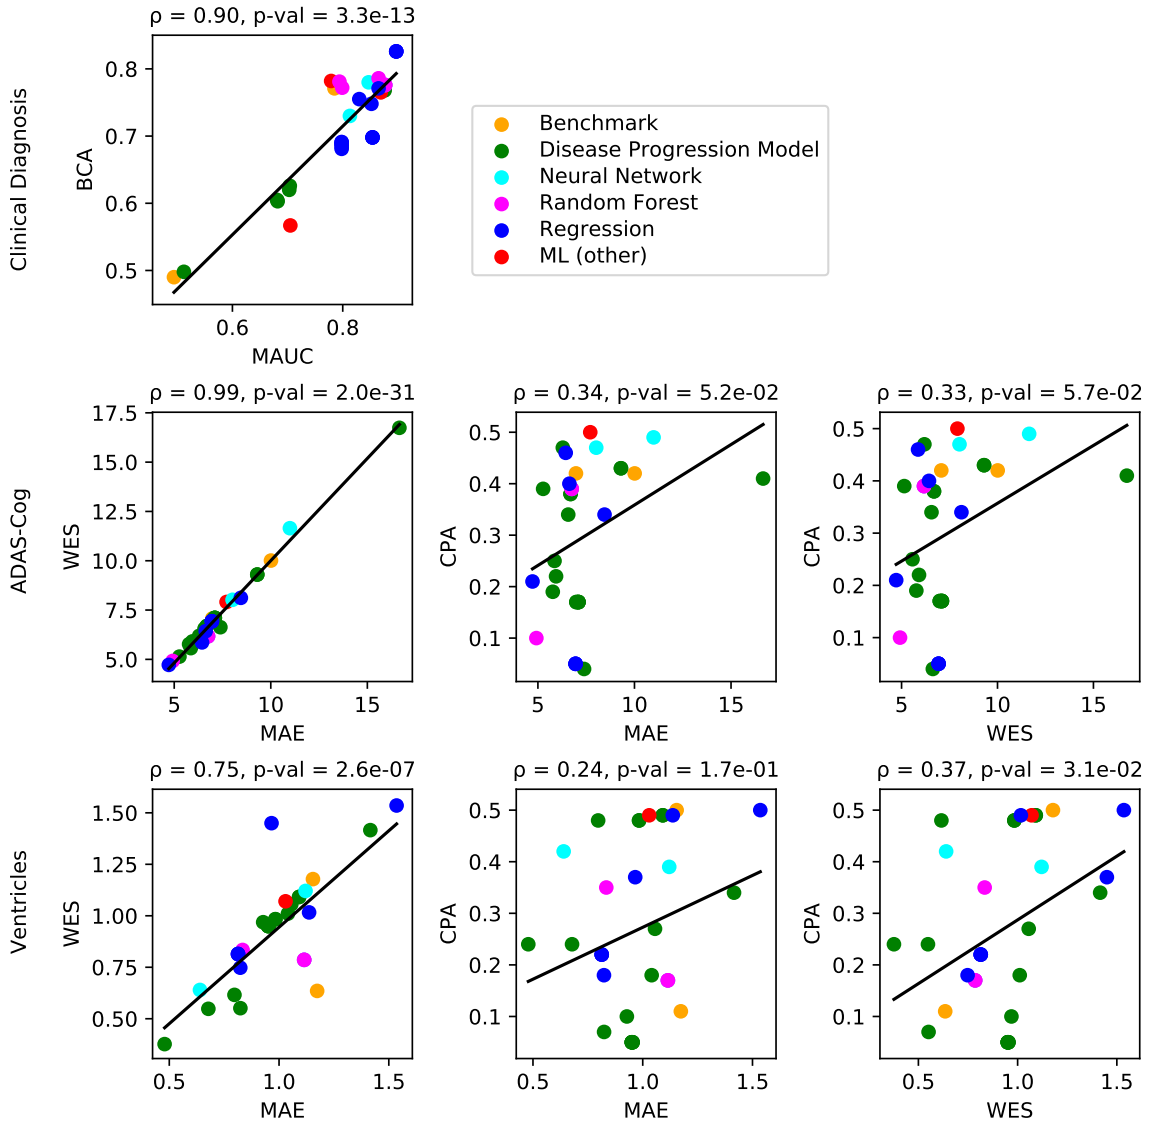 ρ = 0.90, p-val = 3.3e-13
Clinical Diagnosis
BCA
0.8
0.7
0.6
0.5
0.6 0.8
MAUC
Benchmark
Disease Progression Model
Neural Network
Random Forest
Regression
ML (other)
ρ = 0.99, p-val = 2.0e-31
ADAS-Cog
WES
17.5
15.0
12.5
10.0
7.5
5.0
5 10 15
MAE
ρ = 0.34, p-val = 5.2e-02
CPA
0.5
0.4
0.3
0.2
0.1
5 10 15
MAE
ρ = 0.33, p-val = 5.7e-02
CPA
0.5
0.4
0.3
0.2
0.1
5 10 15
WES
ρ = 0.75, p-val = 2.6e-07
Ventricles
WES
1.50
1.25
1.00
0.75
0.50
0.5 1.0 1.5
MAE
ρ = 0.24, p-val = 1.7e-01
CPA
0.5
0.4
0.3
0.2
0.1
0.5 1.0 1.5
MAE
ρ = 0.37, p-val = 3.1e-02
CPA
0.5
0.4
0.3
0.2
0.1
0.5 1.0 1.5
WES